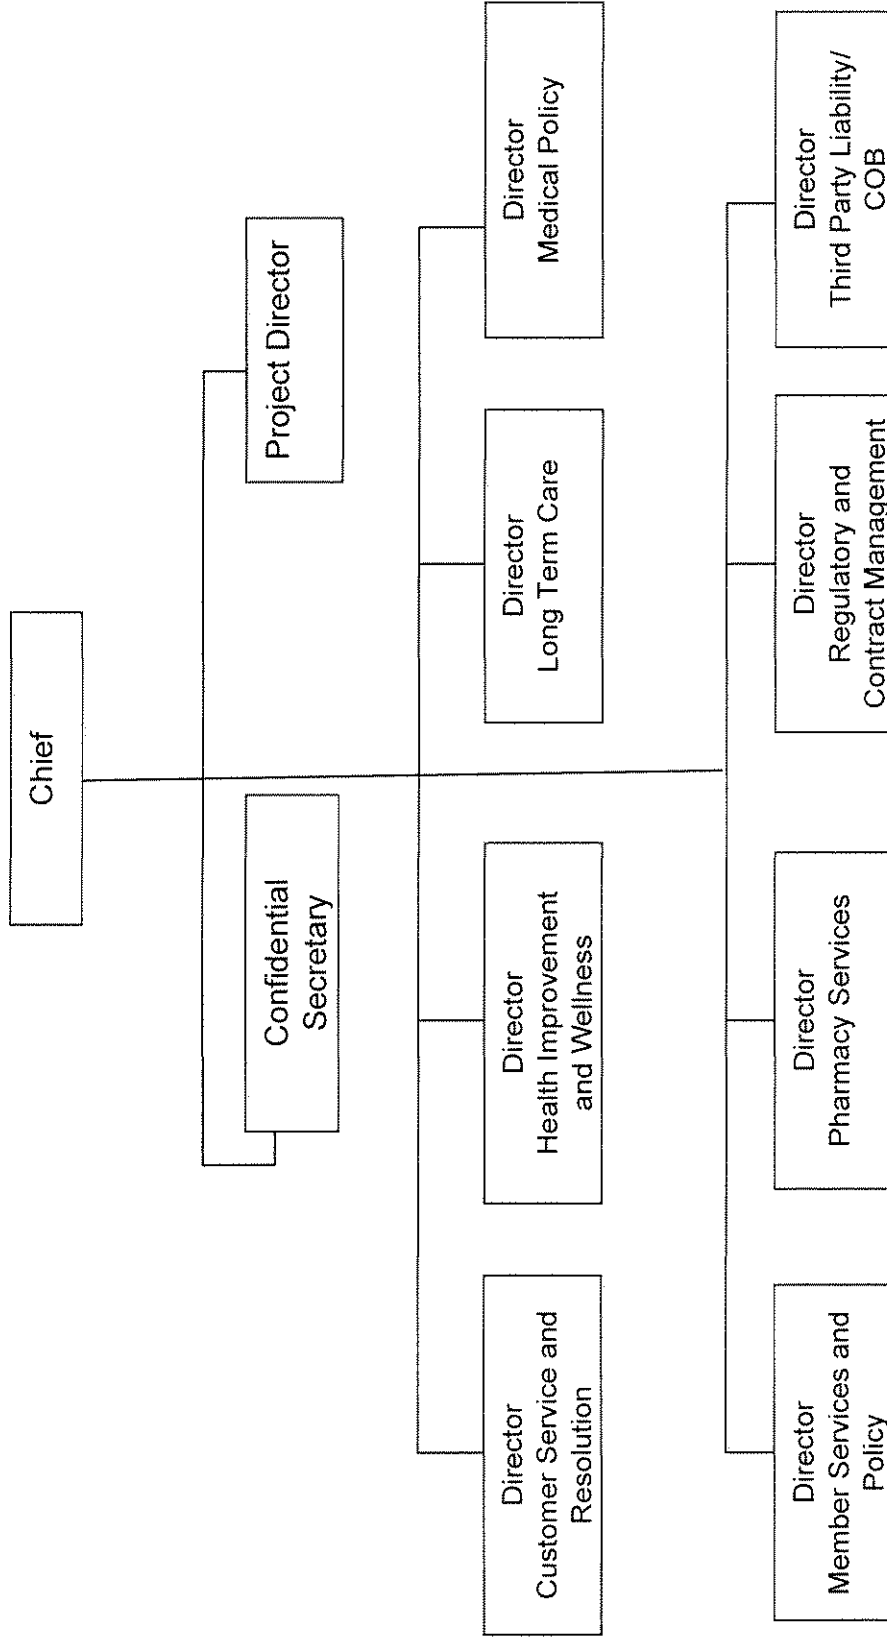 Chief
Confidential
Secretary
Project Director
Director
Customer Service and
Resolution
Director
Health Improvement
and Wellness
Director
Long Term Care
Director
Medical Policy
Director
Member Services and
Policy
Director
Pharmacy Services
Director
Regulatory and
Contract Management
Director
Third Party Liability/
COB